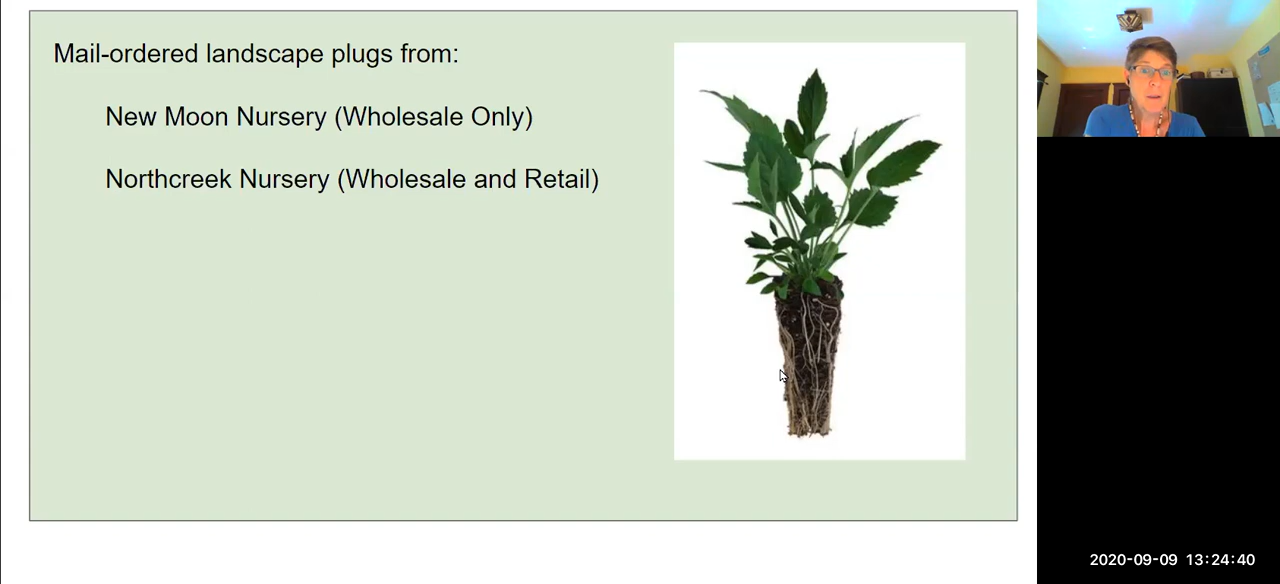 Mail-ordered landscape plugs from:
New Moon Nursery (Wholesale Only)
Northcreek Nursery (Wholesale and Retail)
2020-09-09 13:24:40